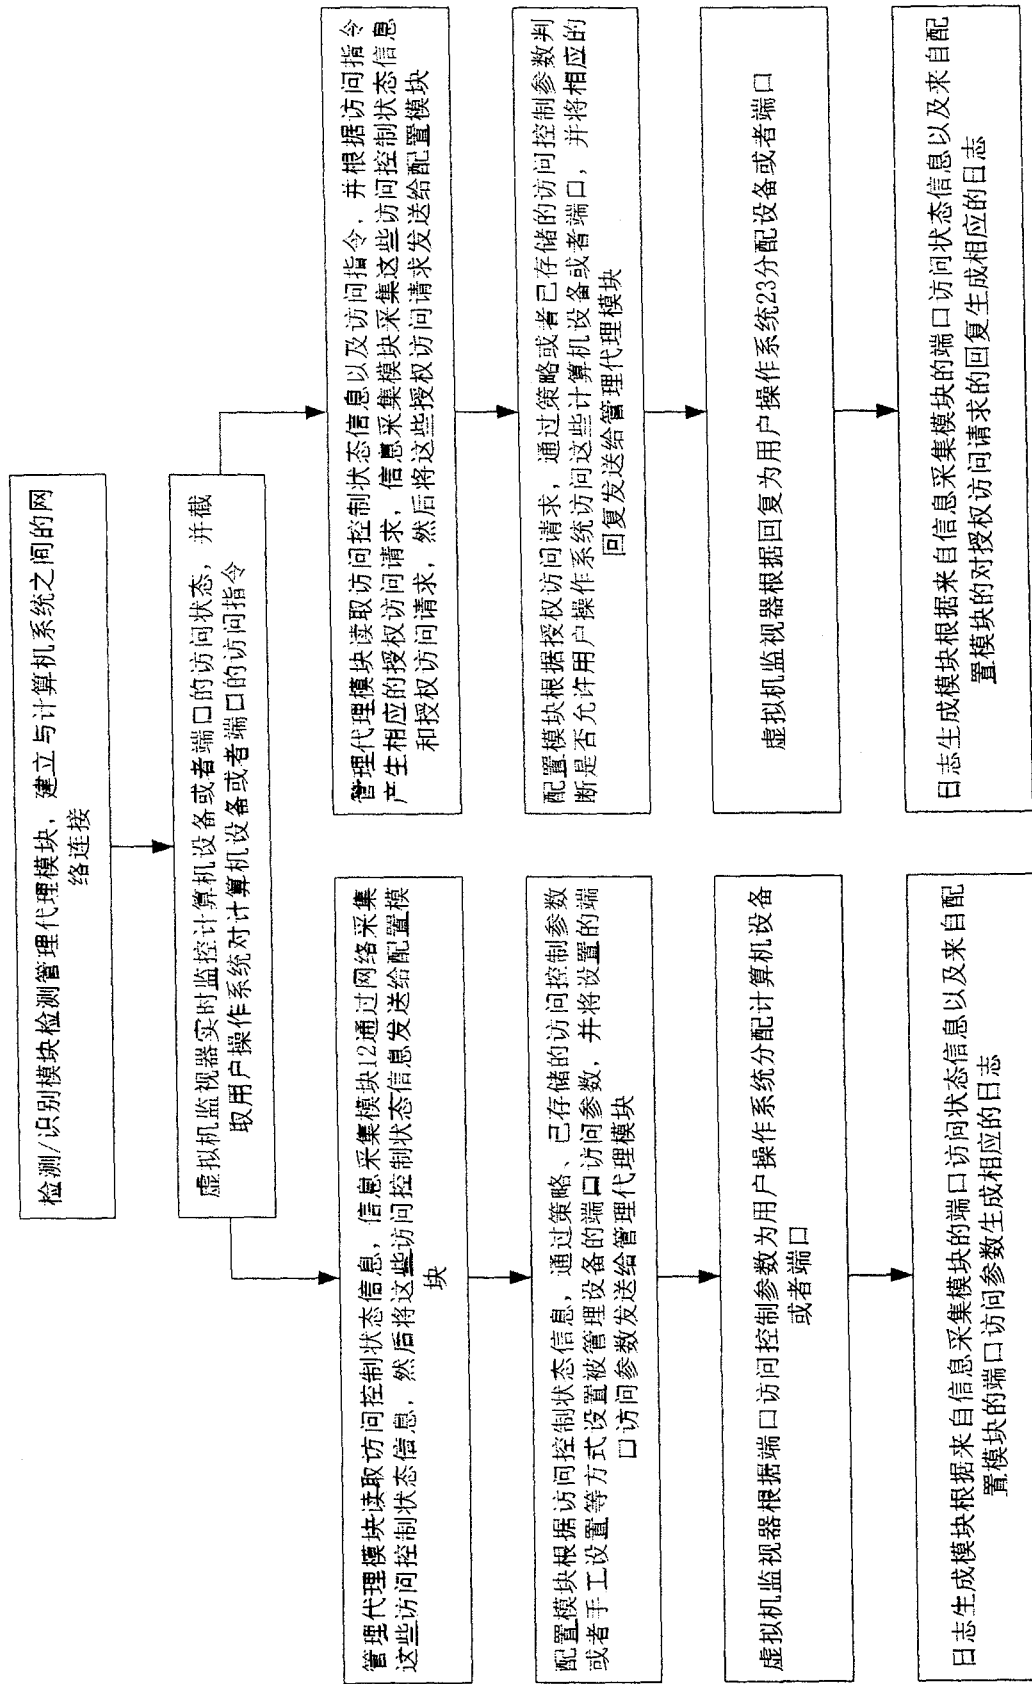 检测/识别模块检测管理代理模块，建立与计算机系统之间的网
络连接
虚拟机监视器实时监控计算机设备或者端口的访问状态，并截
取用户操作系统对计算机设备或者端口的访问指令
管理代理模块读取访问控制状态信息，信息采集模块12通过网络采集
这些访问控制状态信息，然后将这些访问控制状态信息发送给配置模
块
配置模块根据访问控制状态信息，通过策略、已存储的访问控制参数
或者手工设置等方式设置被管理设备的端口访问参数，并将设置的端
口访问参数发送给管理代理模块
虚拟机监视器根据端口访问控制参数为用户操作系统分配计算机设备
或者端口
日志生成模块根据来自信息采集模块的端口访问状态信息以及来自配
置模块的端口访问参数生成相应的日志
管理代理模块读取访问控制状态信息以及访问指令，并根据访问指令
产生相应的授权访问请求，信息采集模块采集这些访问控制状态信息
和授权访问请求，然后将这些授权访问请求发送给配置模块
配置模块根据授权访问请求，通过策略或者已存储的访问控制参数判
断是否允许用户操作系统访问这些计算机设备或者端口，并将相应的
回复发送给管理代理模块
虚拟机监视器根据回复为用户操作系统23分配设备或者端口
日志生成模块根据来自信息采集模块的端口访问状态信息以及来自配
置模块的对授权访问请求的回复生成相应的日志